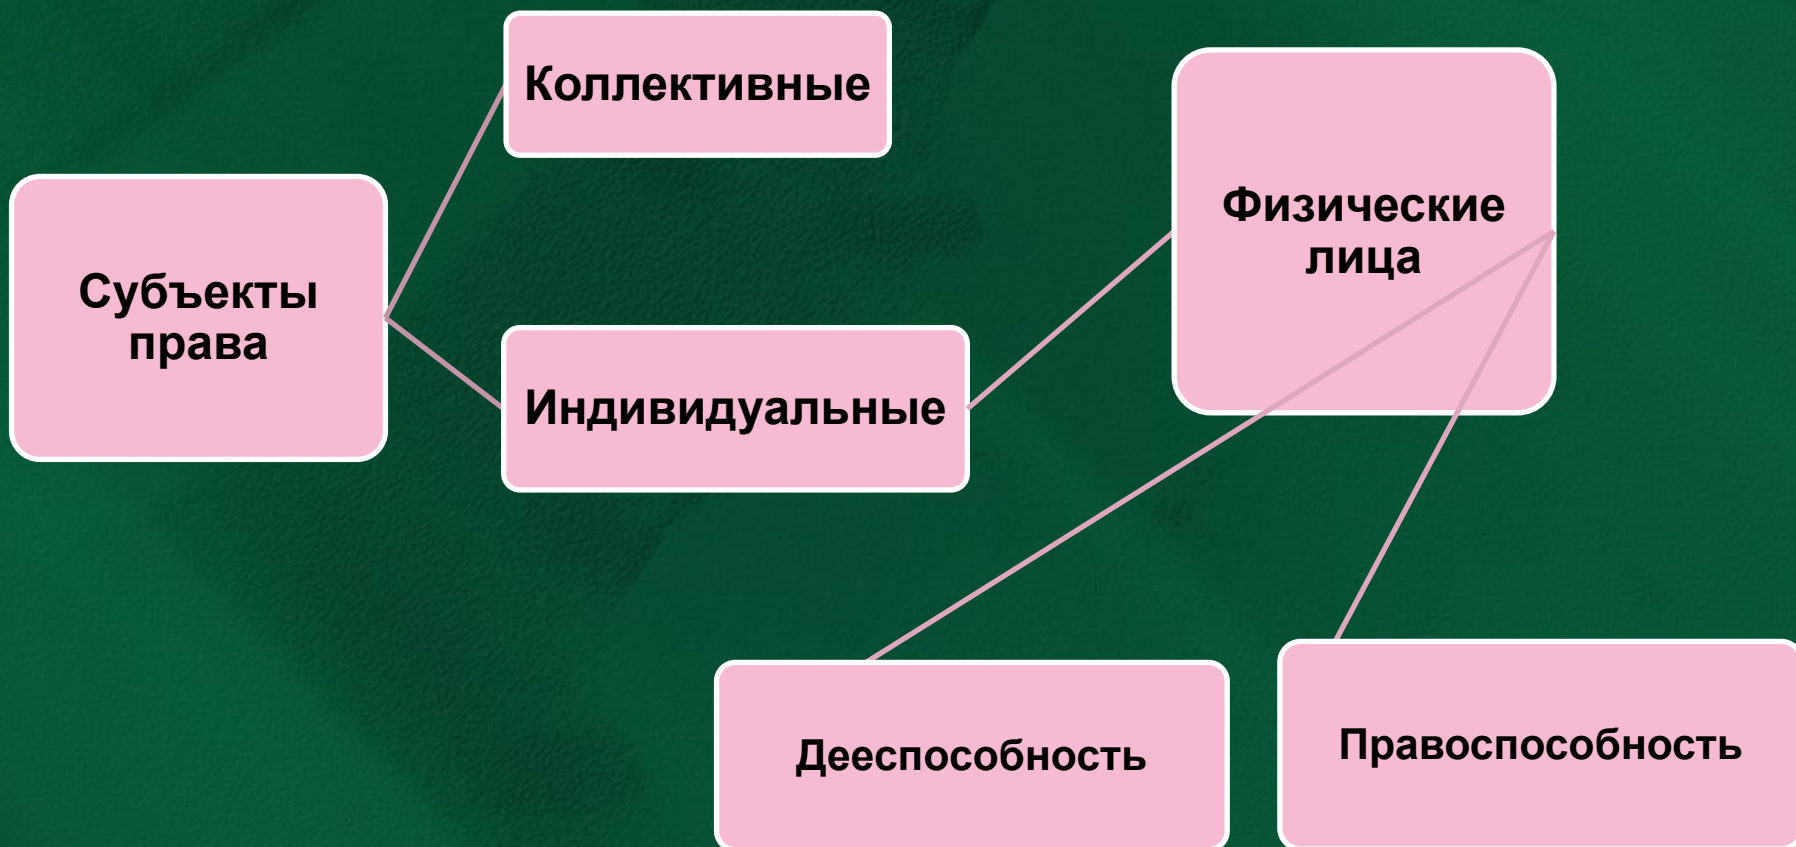 Коллективные
Физические
лица
Субъекты
права
Индивидуальные
Дееспособность
Правоспособность